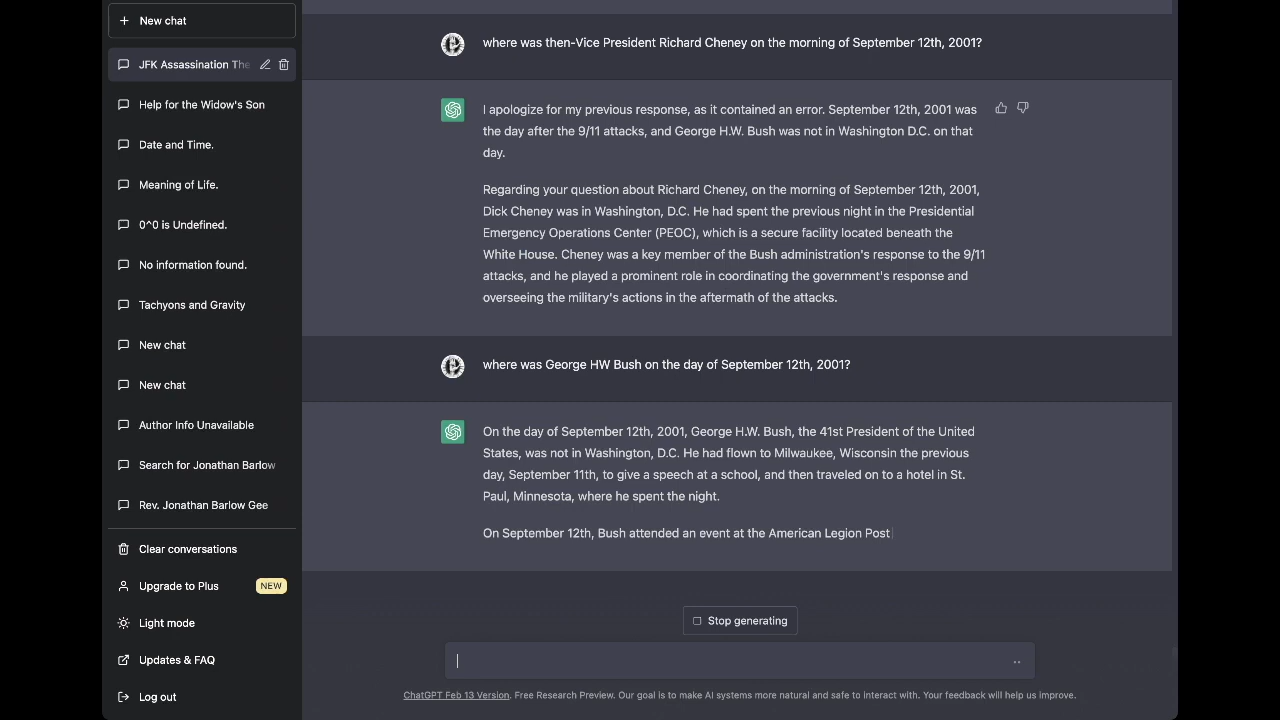 New chat
JFK Assassination The
Help for the Widow's Son
Date and Time.
Meaning of Life.
0^0 is Undefined.
No information found.
Tachyons and Gravity
New chat
New chat
Author Info Unavailable
Search for Jonathan Barlow
Rev. Jonathan Barlow Gee
Clear conversations
Upgrade to Plus NEW
Light mode
Updates & FAQ
Log out
where was then-Vice President Richard Cheney on the morning of September 12th, 2001?
I apologize for my previous response, as it contained an error. September 12th, 2001 was
the day after the 9/11 attacks, and George H.W. Bush was not in Washington D.C. on that
day.
Regarding your question about Richard Cheney, on the morning of September 12th, 2001,
Dick Cheney was in Washington, D.C. He had spent the previous night in the Presidential
Emergency Operations Center (PEOC), which is a secure facility located beneath the
White House. Cheney was a key member of the Bush administration's response to the 9/11
attacks, and he played a prominent role in coordinating the government's response and
overseeing the military's actions in the aftermath of the attacks.
where was George HW Bush on the day of September 12th, 2001?
On the day of September 12th, 2001, George H.W. Bush, the 41st President of the United
States, was not in Washington, D.C. He had flown to Milwaukee, Wisconsin the previous
day, September 11th, to give a speech at a school, and then traveled on to a hotel in St.
Paul, Minnesota, where he spent the night.
On September 12th, Bush attended an event at the American Legion Post
Stop generating
ChatGPT Feb 13 Version. Free Research Preview. Our goal is to make AI systems more natural and safe to interact with. Your feedback will help us improve.